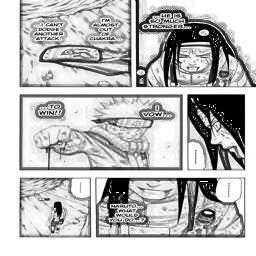 ...HE IS
SO MUCH
STRONGER...
I'M
ALMOST
OUT
OF
CHAKRA...
I CAN'T
DODGE
ANOTHER
ATTACK...
I
VOW...
...TO
WIN!!
NARUTO...
WHAT
WOULD
YOU DO...?